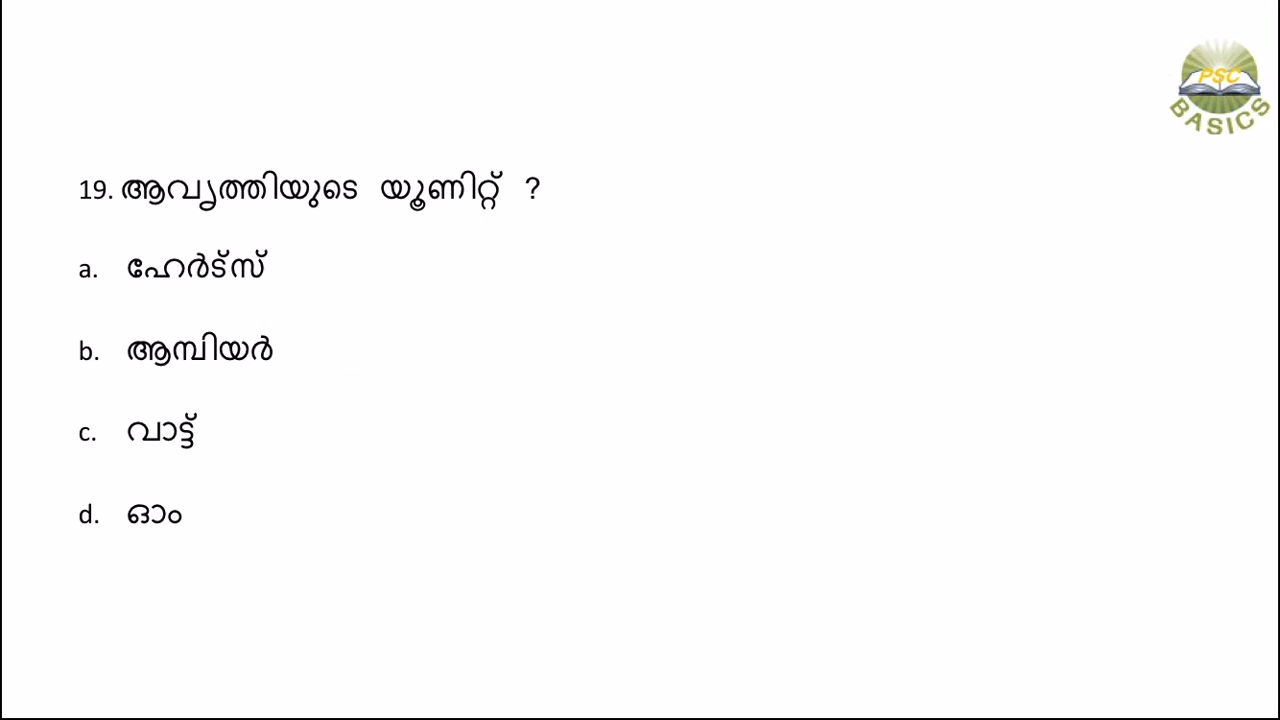 PSC
BASICS
19. ആവൃത്തിയുടെ യൂണിറ്റ് ?
a. ഹേർട്സ്
b. ആമ്പിയർ
c. വാട്ട്
d. ഓം